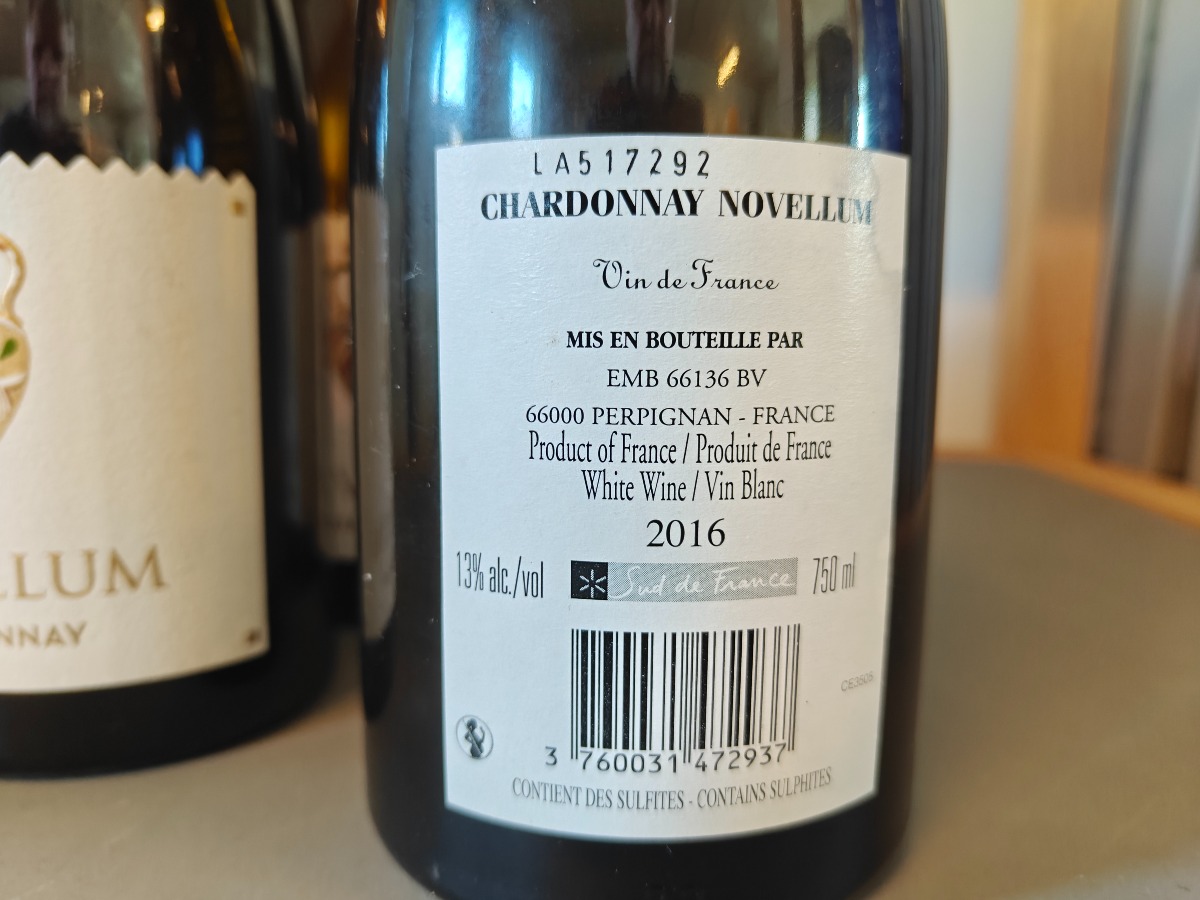 LA517292
CHARDONNAY NOVELLUM
Vin de France
MIS EN BOUTEILLE PAR
EMB 66136 BV
66000 PERPIGNAN - FRANCE
Product of France / Produit de France
White Wine / Vin Blanc
2016
13% alc./vol
Sud de France
750 ml
3 760031 472937
CONTIENT DES SULFITES - CONTAINS SULPHITES
LLUM
NNAY